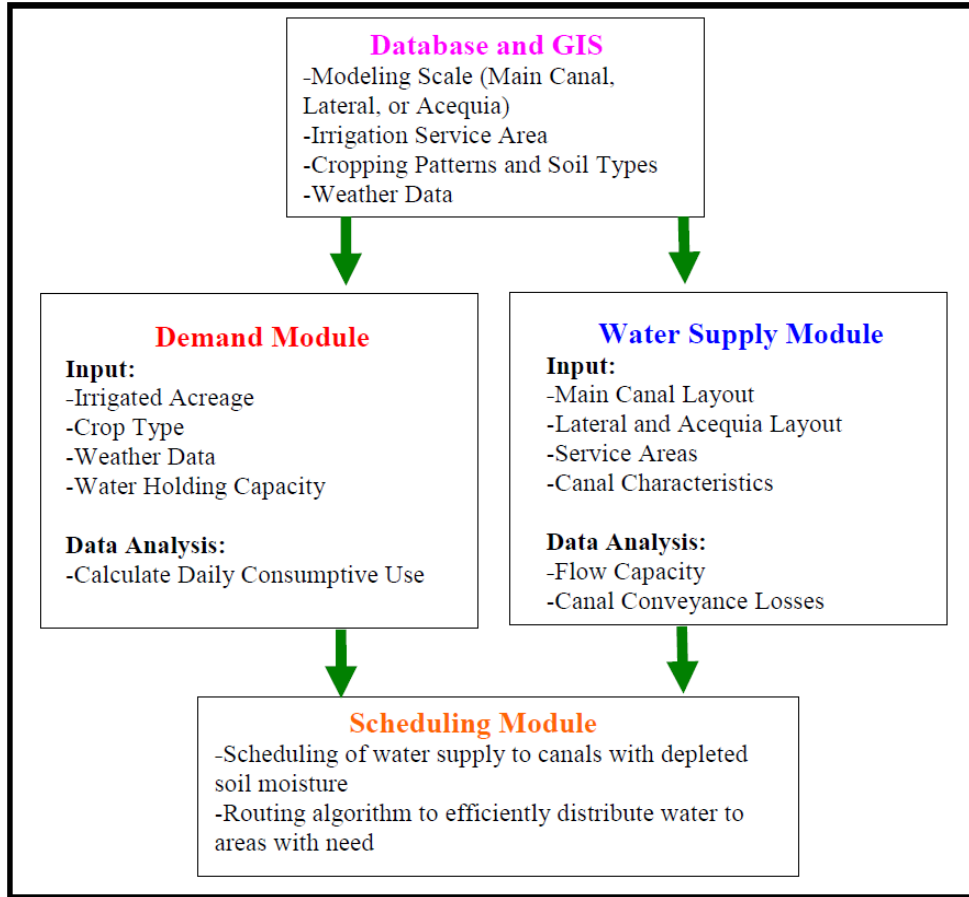 Database and GIS
-Modeling Scale (Main Canal,
Lateral, or Acequia)
-Irrigation Service Area
-Cropping Patterns and Soil Types
-Weather Data
Demand Module
Input:
-Irrigated Acreage
-Crop Type
-Weather Data
-Water Holding Capacity
Data Analysis:
-Calculate Daily Consumptive Use
Water Supply Module
Input:
-Main Canal Layout
-Lateral and Acequia Layout
-Service Areas
-Canal Characteristics
Data Analysis:
-Flow Capacity
-Canal Conveyance Losses
Scheduling Module
-Scheduling of water supply to canals with depleted
soil moisture
-Routing algorithm to efficiently distribute water to
areas with need